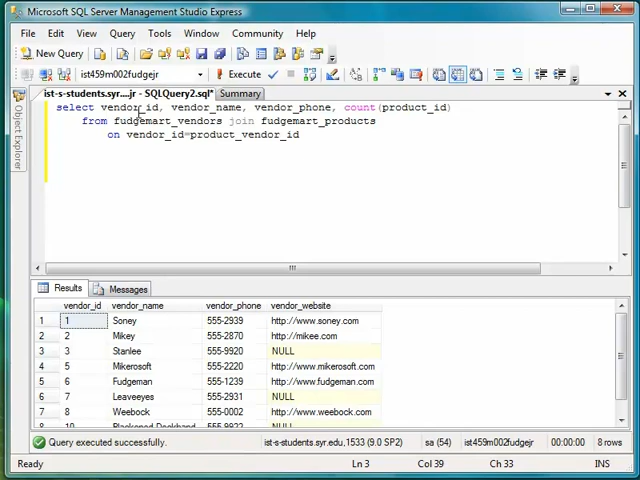 Microsoft SQL Server Management Studio Express
File Edit View Query Tools Window Community Help
New Query
ist459m002fudgejr Execute
ist-s-students.syr....jr - SQLQuery2.sql* Summary
Object Explorer
select vendor_id, vendor_name, vendor_phone, count(product_id)
from fudgemart_vendors join fudgemart_products
on vendor_id=product_vendor_id
Results Messages
vendor_id vendor_name vendor_phone vendor_website
1 1 Soney 555-2939 http://www.soney.com
2 2 Mikey 555-2870 http://mikee.com
3 3 Stanlee 555-9920 NULL
4 5 Mikerosoft 555-2220 http://www.mikerosoft.com
5 6 Fudgeman 555-1239 http://www.fudgeman.com
6 7 Leaveeyes 555-2931 NULL
7 8 Weebock 555-0002 http://www.weebock.com
Query executed successfully. ist-s-students.syr.edu,1533 (9.0 SP2) sa (54) ist459m002fudgejr 00:00:00 8 rows
Ready Ln 3 Col 39 Ch 33 INS